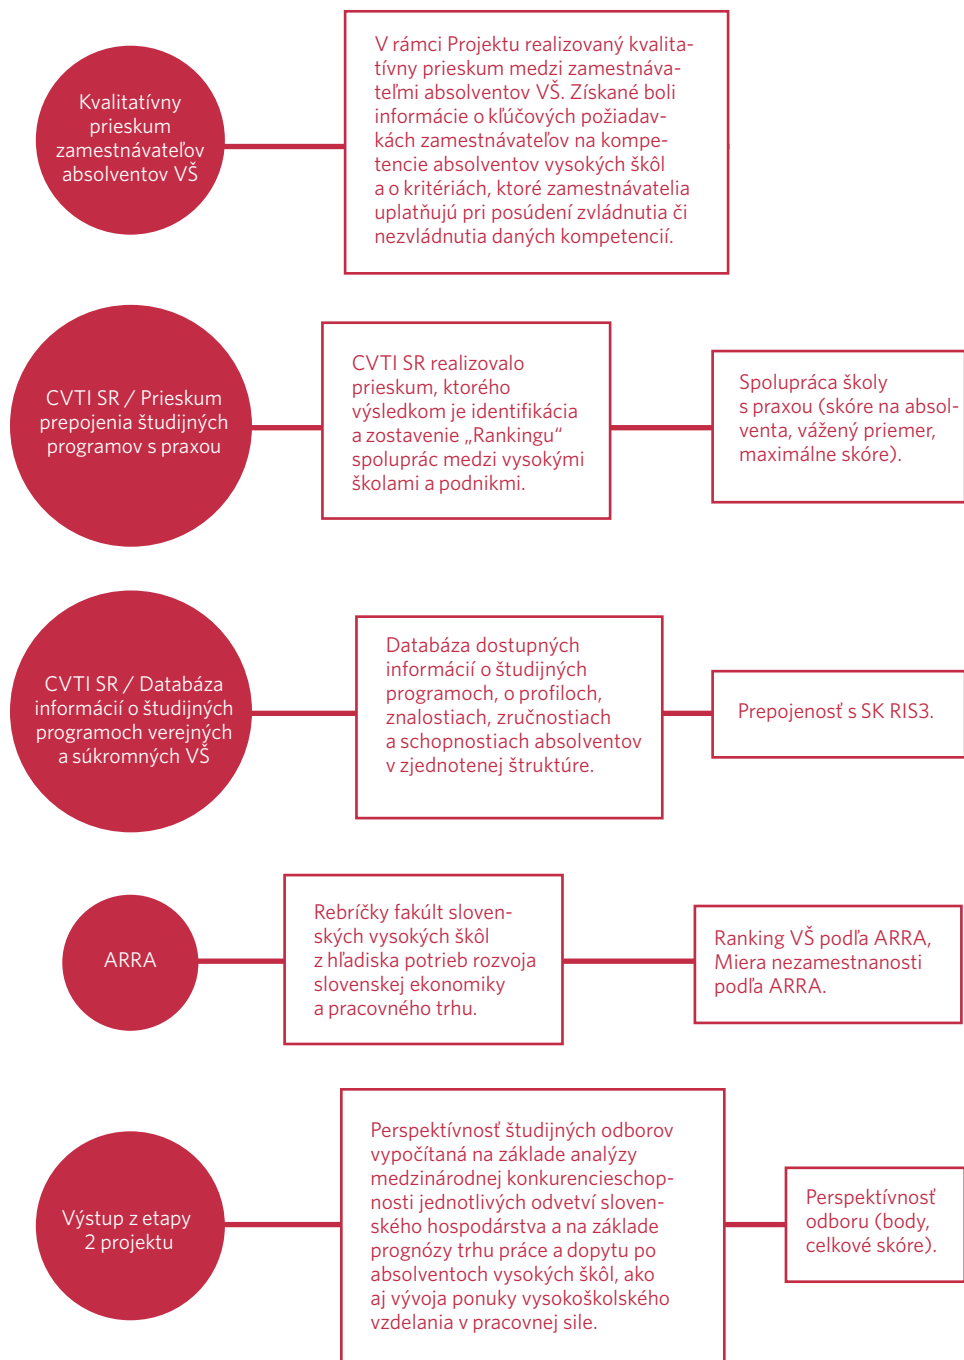 Kvalitatívny
prieskum
zamestnávateľov
absolventov VŠ
V rámci Projektu realizovaný kvalita-
tívny prieskum medzi zamestnáva-
teľmi absolventov VŠ. Získané boli
informácie o kľúčových požiadav-
kách zamestnávateľov na kompe-
tencie absolventov vysokých škôl
a o kritériách, ktoré zamestnávatelia
uplatňujú pri posúdení zvládnutia či
nezvládnutia daných kompetencií.
CVTI SR / Prieskum
prepojenia študijných
programov s praxou
CVTI SR realizovalo
prieskum, ktorého
výsledkom je identifikácia
a zostavenie „Rankingu“
spoluprác medzi vysokými
školami a podnikmi.
Spolupráca školy
s praxou (skóre na absol-
venta, vážený priemer,
maximálne skóre).
CVTI SR / Databáza
informácií o študijných
programoch verejných
a súkromných VŠ
Databáza dostupných
informácií o študijných
programoch, o profiloch,
znalostiach, zručnostiach
a schopnostiach absolventov
v zjednotenej štruktúre.
Prepojenosť s SK RIS3.
ARRA
Rebríčky fakúlt sloven-
ských vysokých škôl
z hľadiska potrieb rozvoja
slovenskej ekonomiky
a pracovného trhu.
Ranking VŠ podľa ARRA,
Miera nezamestnanosti
podľa ARRA.
Výstup z etapy
2 projektu
Perspektívnosť študijných odborov
vypočítaná na základe analýzy
medzinárodnej konkurencieschop-
nosti jednotlivých odvetví sloven-
ského hospodárstva a na základe
prognózy trhu práce a dopytu po
absolventoch vysokých škôl, ako
aj vývoja ponuky vysokoškolského
vzdelania v pracovnej sile.
Perspektívnosť
odboru (body,
celkové skóre).